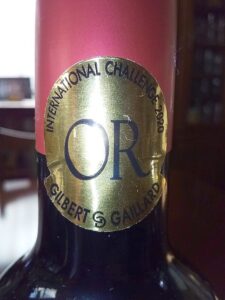 INTERNATIONAL CHALLENGE 2020
OR
GILBERT & GAILLARD